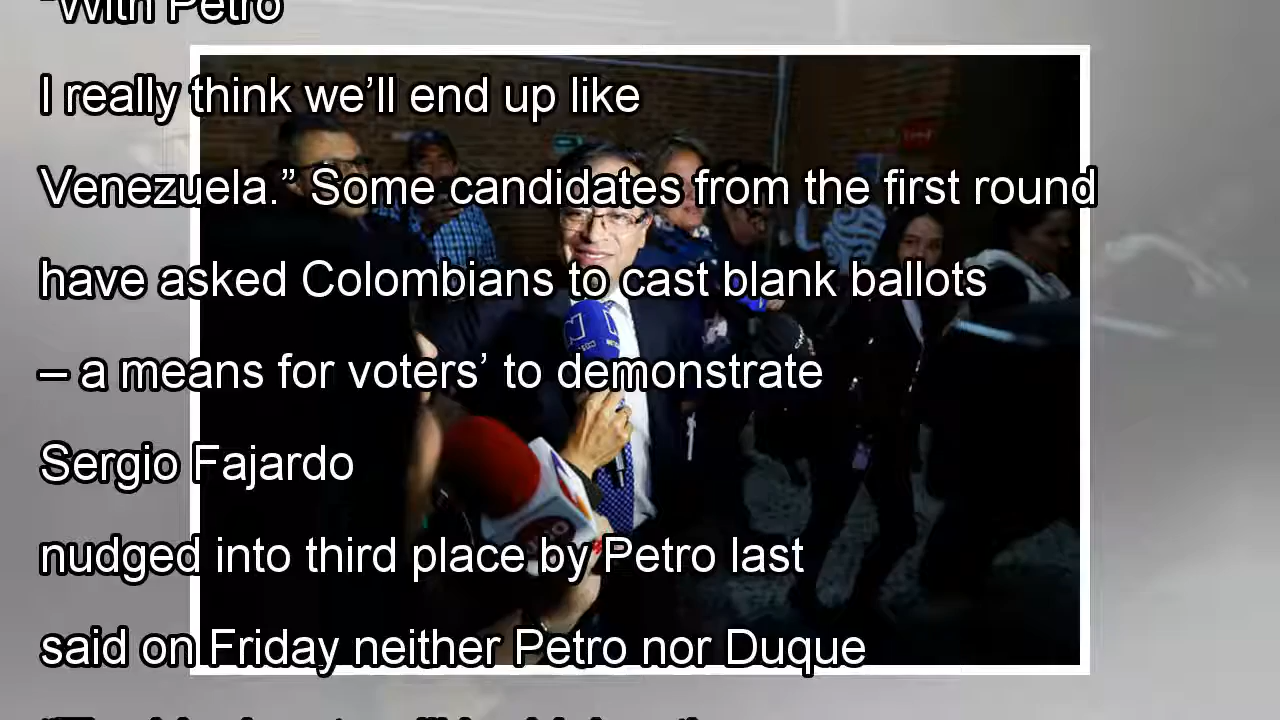 “With Petro
I really think we’ll end up like
Venezuela.” Some candidates from the first round
have asked Colombians to cast blank ballots
– a means for voters’ to demonstrate
Sergio Fajardo
nudged into third place by Petro last
said on Friday neither Petro nor Duque